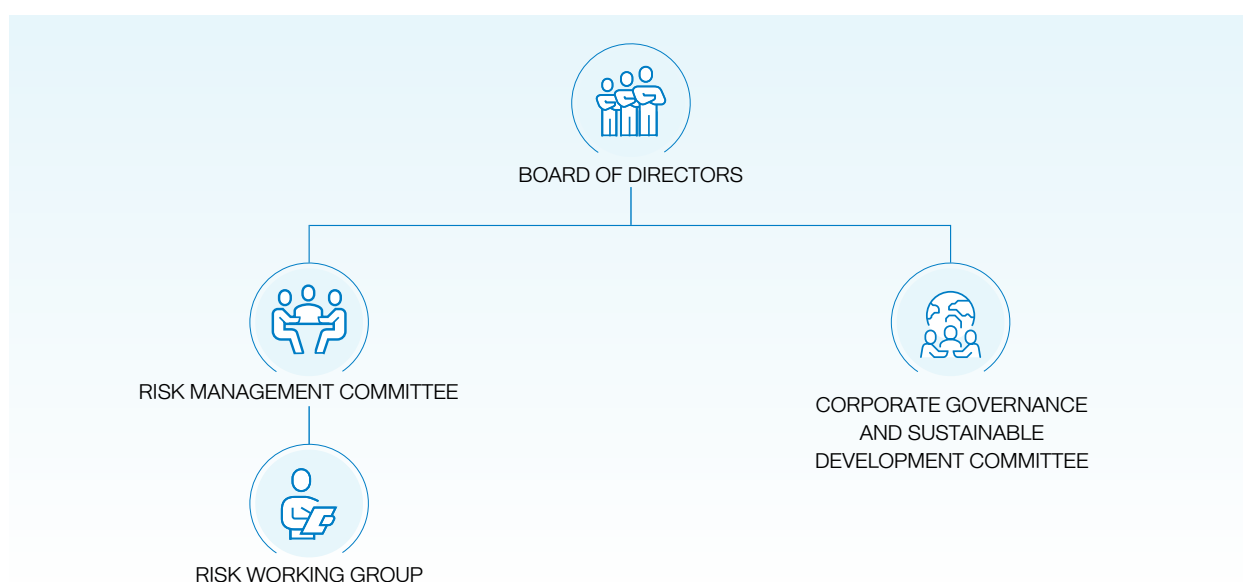 BOARD OF DIRECTORS
RISK MANAGEMENT COMMITTEE
CORPORATE GOVERNANCE
AND SUSTAINABLE
DEVELOPMENT COMMITTEE
RISK WORKING GROUP